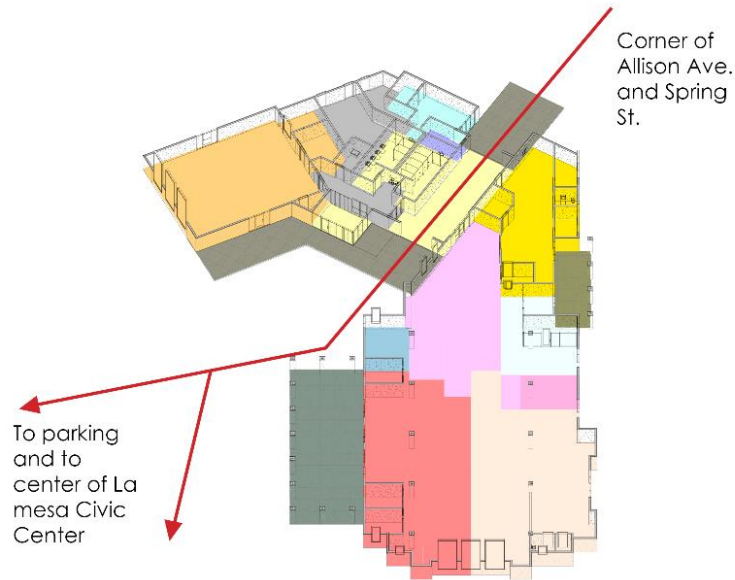 Corner of
Allison Ave.
and Spring
St.
To parking
and to
center of La
mesa Civic
Center